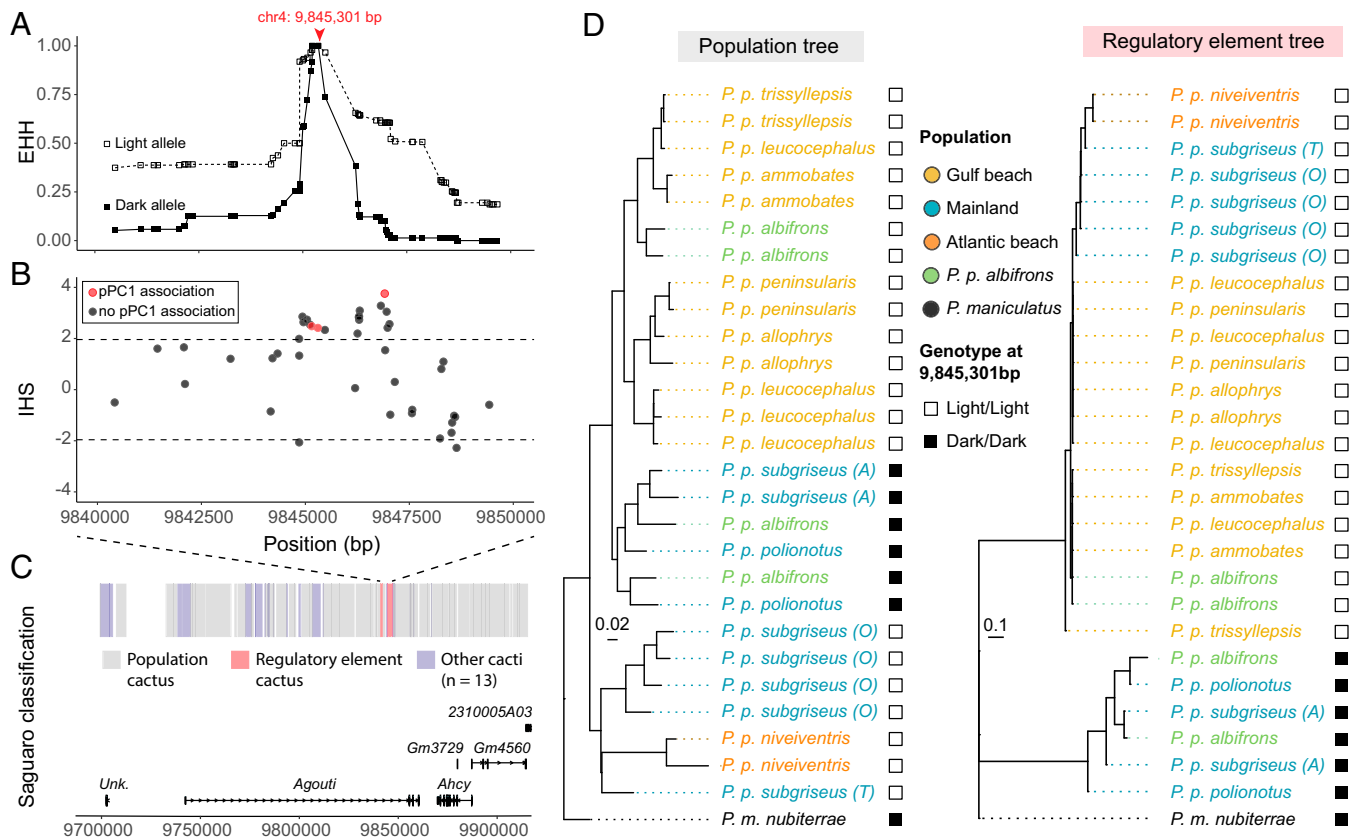 A
chr4: 9,845,301 bp
EHH
1.00
0.75
0.50
0.25
0.00
Light allele
Dark allele
B
pPC1 association
no pPC1 association
IHS
4
2
0
-2
-4
9840000
9842500
9845000
9847500
9850000
Position (bp)
C
Saguaro classification
Population cactus
Regulatory element cactus
Other cacti (n = 13)
2310005A03
Gm3729
Gm4560
Unk.
Agouti
Ahcy
9700000
9750000
9800000
9850000
9900000
D
Population tree
P. p. trissyllepsis
P. p. trissyllepsis
P. p. leucocephalus
P. p. ammobates
P. p. ammobates
P. p. albifrons
P. p. albifrons
P. p. peninsularis
P. p. peninsularis
P. p. allophrys
P. p. allophrys
P. p. leucocephalus
P. p. leucocephalus
P. p. leucocephalus
P. p. subgriseus (A)
P. p. subgriseus (A)
P. p. albifrons
P. p. polionotus
P. p. albifrons
P. p. polionotus
P. p. subgriseus (O)
P. p. subgriseus (O)
P. p. subgriseus (O)
P. p. subgriseus (O)
P. p. niveiventris
P. p. niveiventris
P. p. subgriseus (T)
P. m. nubiterrae
0.02
Population
Gulf beach
Mainland
Atlantic beach
P. p. albifrons
P. maniculatus
Genotype at
9,845,301bp
Light/Light
Dark/Dark
Regulatory element tree
P. p. niveiventris
P. p. niveiventris
P. p. subgriseus (T)
P. p. subgriseus (O)
P. p. subgriseus (O)
P. p. subgriseus (O)
P. p. subgriseus (O)
P. p. leucocephalus
P. p. peninsularis
P. p. leucocephalus
P. p. peninsularis
P. p. allophrys
P. p. allophrys
P. p. leucocephalus
P. p. trissyllepsis
P. p. ammobates
P. p. leucocephalus
P. p. ammobates
P. p. albifrons
P. p. albifrons
P. p. trissyllepsis
P. p. albifrons
P. p. polionotus
P. p. subgriseus (A)
P. p. albifrons
P. p. subgriseus (A)
P. p. polionotus
P. m. nubiterrae
0.1